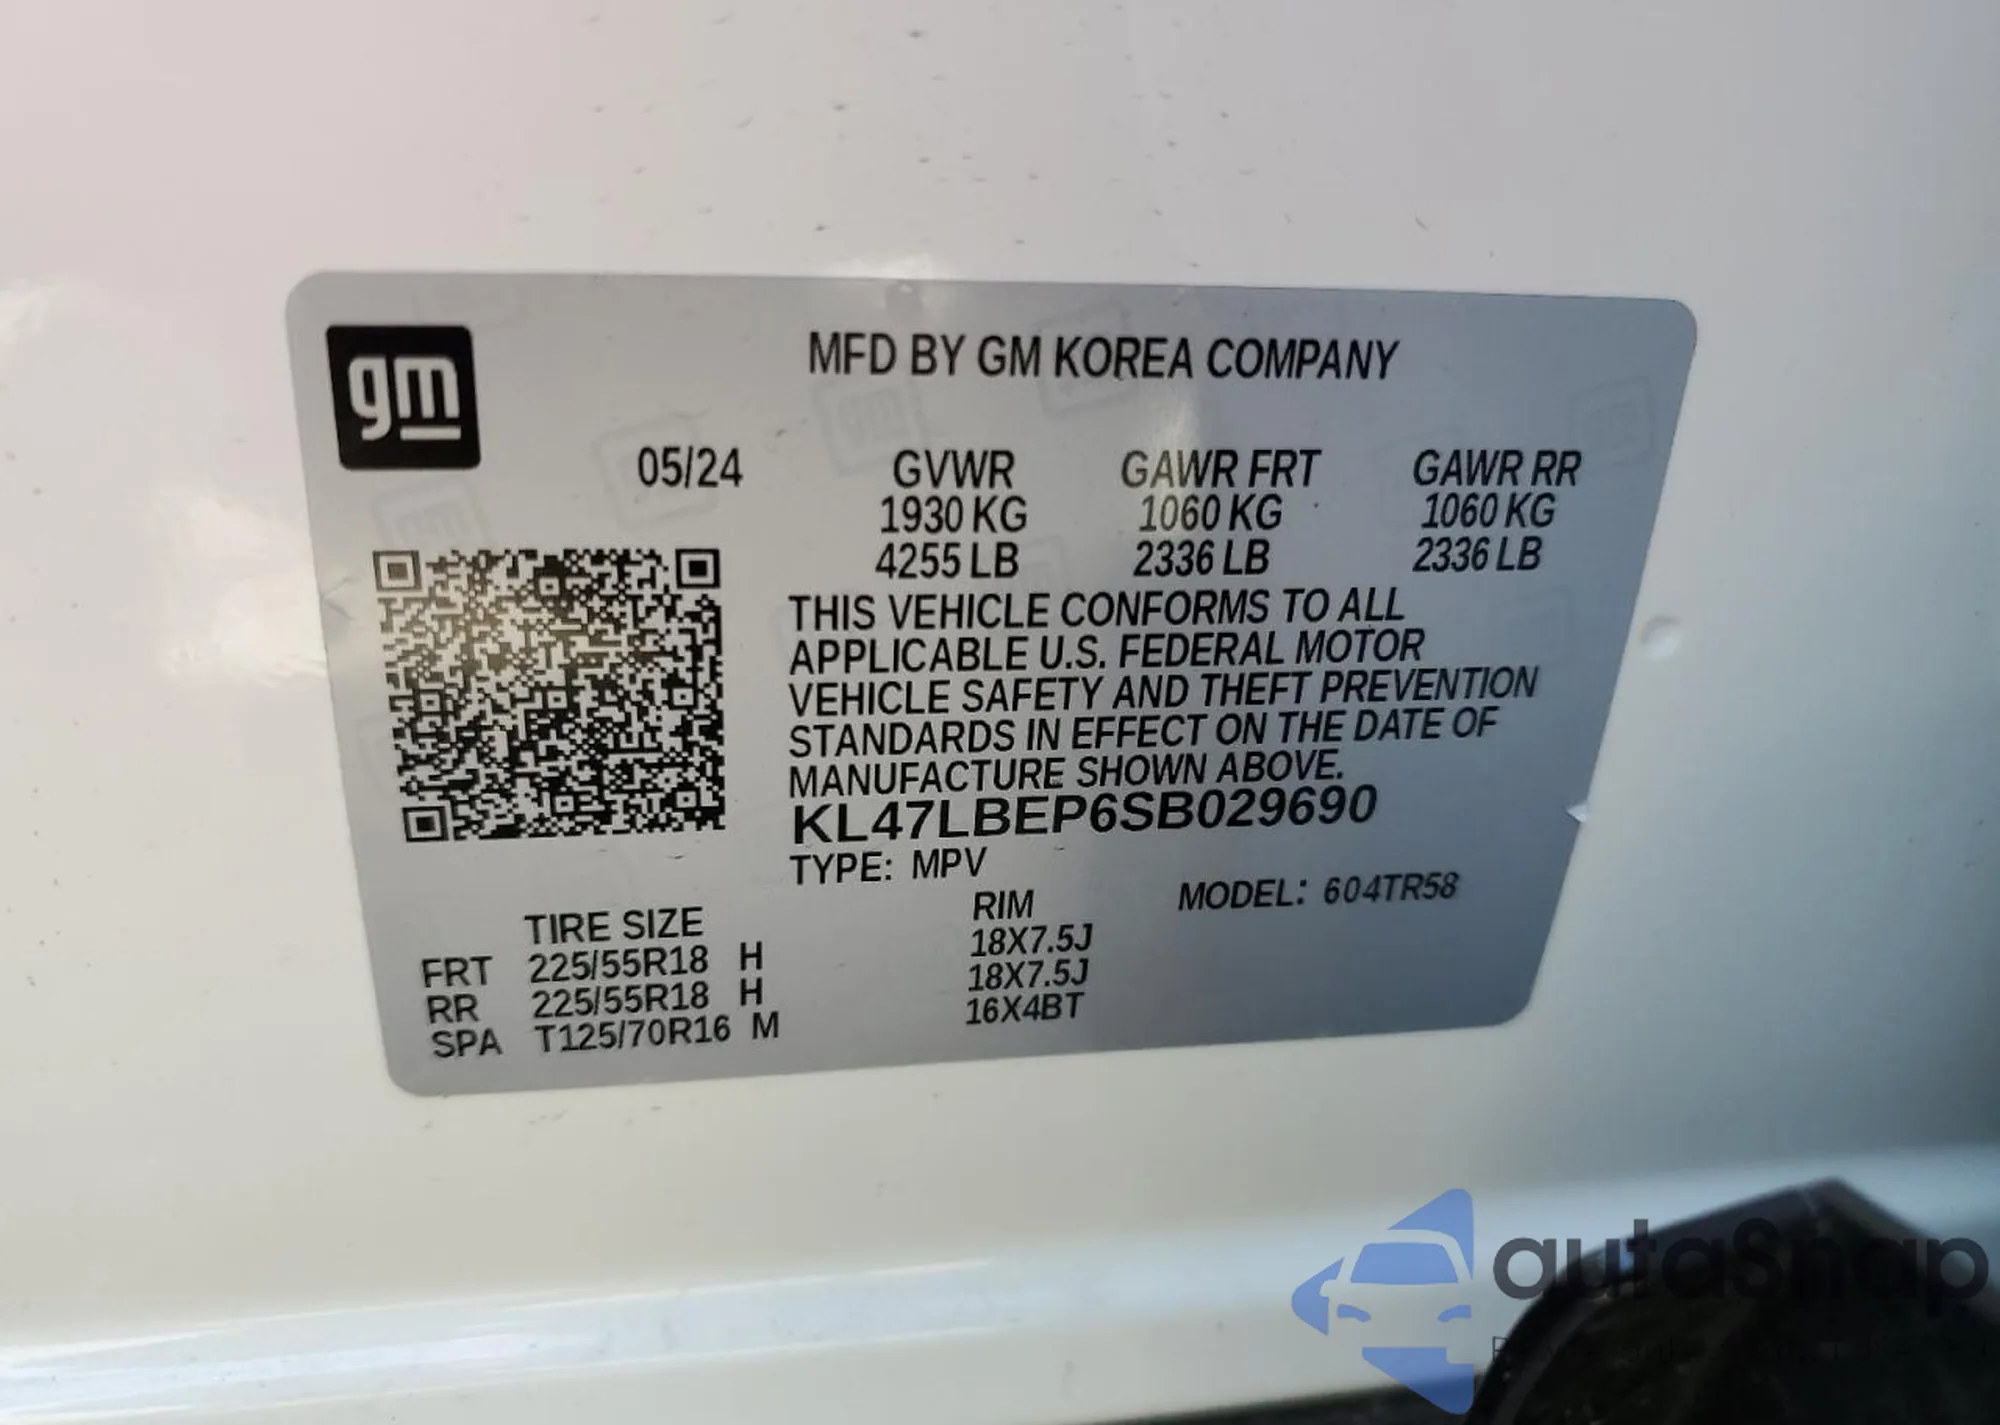 gm
MFD BY GM KOREA COMPANY
05/24 GVWR GAWR FRT GAWR RR
1930 KG 1060 KG 1060 KG
4255 LB 2336 LB 2336 LB
THIS VEHICLE CONFORMS TO ALL
APPLICABLE U.S. FEDERAL MOTOR
VEHICLE SAFETY AND THEFT PREVENTION
STANDARDS IN EFFECT ON THE DATE OF
MANUFACTURE SHOWN ABOVE.
KL47LBEP6SB029690
TYPE: MPV MODEL: 604TR58
TIRE SIZE RIM
FRT 225/55R18 H 18X7.5J
RR 225/55R18 H 18X7.5J
SPA T125/70R16 M 16X4BT
autaSnap